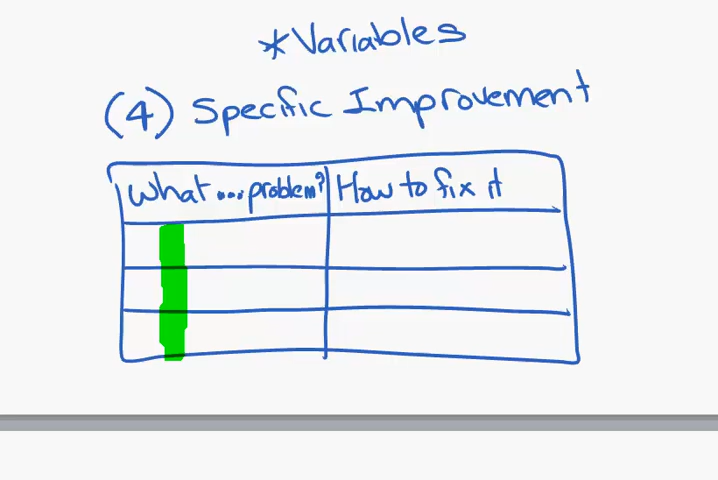 *Variables
(4) Specific Improvement
What...problem? How to fix it